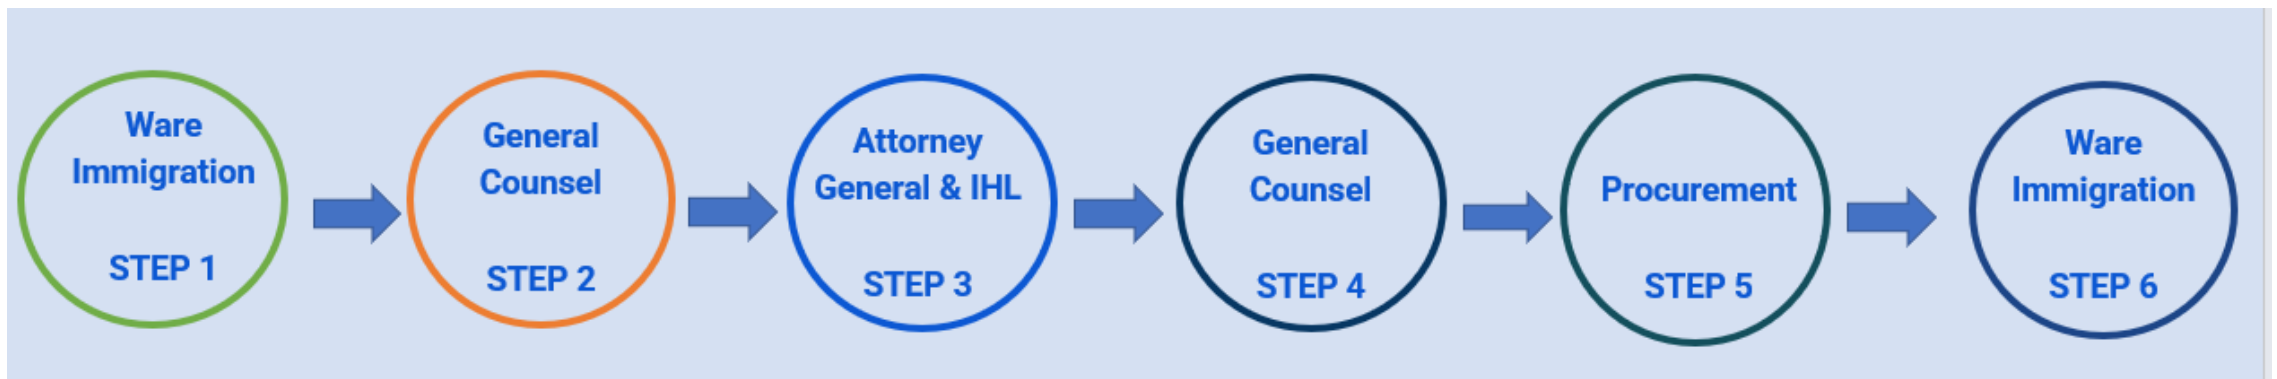 Ware
Immigration
STEP 1
General
Counsel
STEP 2
Attorney
General & IHL
STEP 3
General
Counsel
STEP 4
Procurement
STEP 5
Ware
Immigration
STEP 6